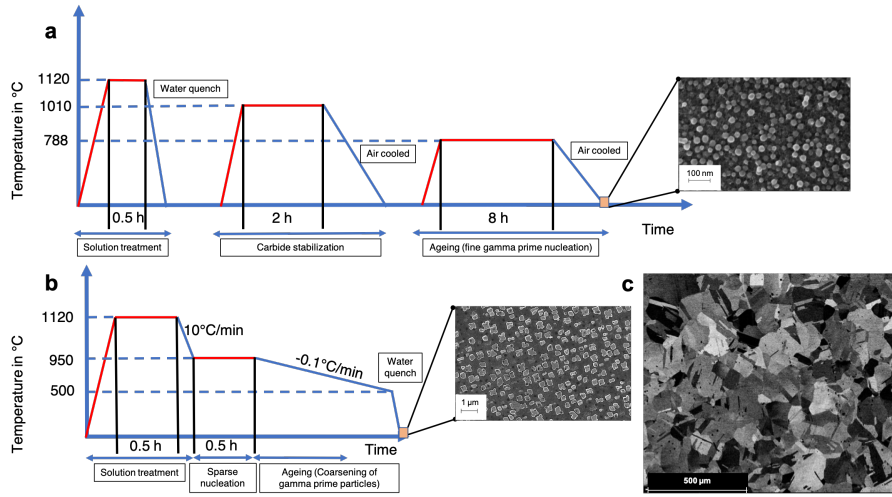 a
Temperature in °C
1120
1010
788
Water quench
Air cooled
Air cooled
0.5 h
2 h
8 h
Time
Solution treatment
Carbide stabilization
Ageing (fine gamma prime nucleation)
100 nm
b
Temperature in °C
1120
950
500
10°C/min
-0.1°C/min
Water
quench
0.5 h
0.5 h
Time
Solution treatment
Sparse
nucleation
Ageing (Coarsening of
gamma prime particles)
1 µm
c
500 µm